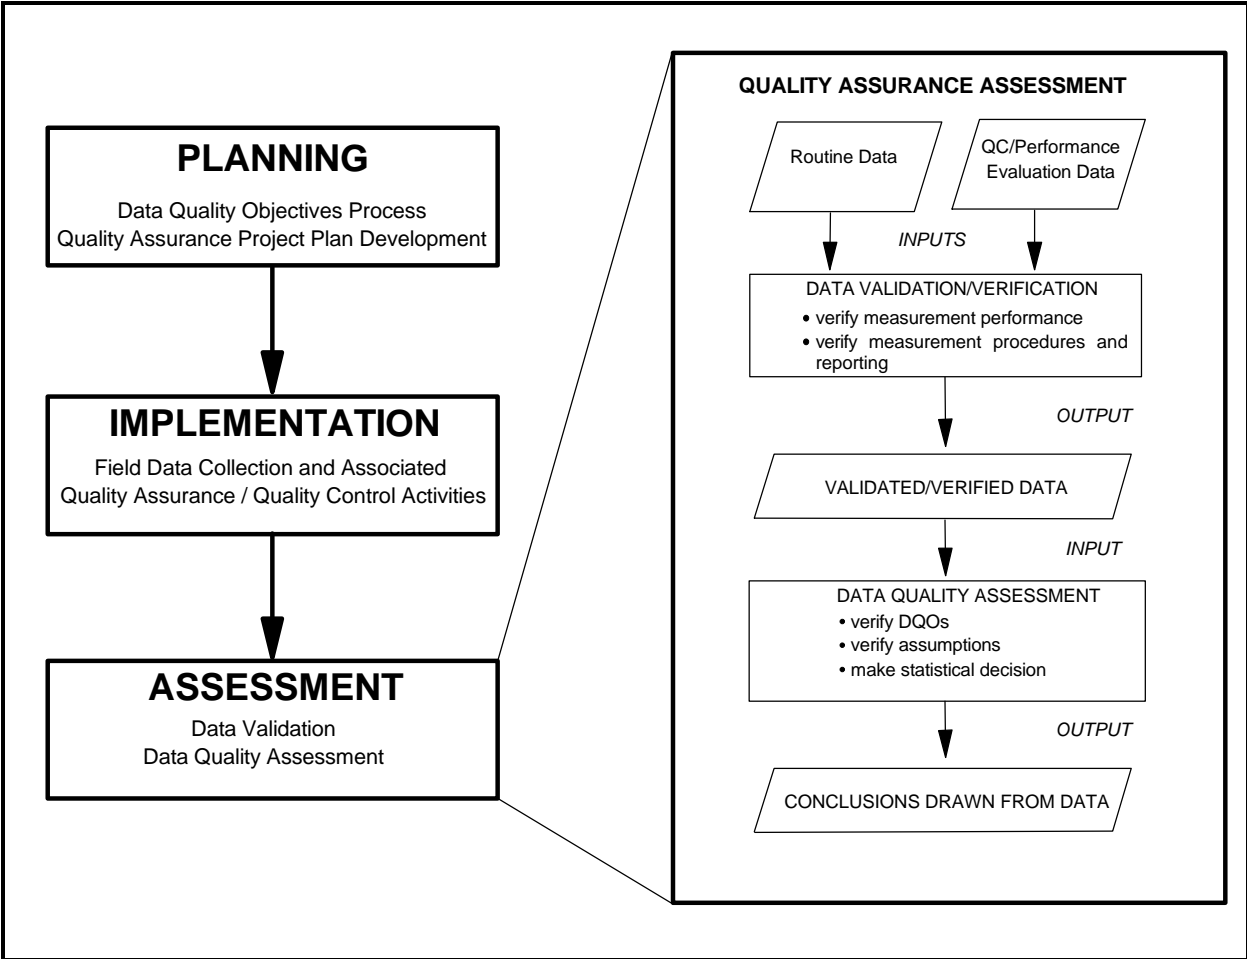 PLANNING
Data Quality Objectives Process
Quality Assurance Project Plan Development
IMPLEMENTATION
Field Data Collection and Associated
Quality Assurance / Quality Control Activities
ASSESSMENT
Data Validation
Data Quality Assessment
QUALITY ASSURANCE ASSESSMENT
Routine Data
QC/Performance
Evaluation Data
INPUTS
DATA VALIDATION/VERIFICATION
• verify measurement performance
• verify measurement procedures and
reporting
OUTPUT
VALIDATED/VERIFIED DATA
INPUT
DATA QUALITY ASSESSMENT
• verify DQOs
• verify assumptions
• make statistical decision
OUTPUT
CONCLUSIONS DRAWN FROM DATA